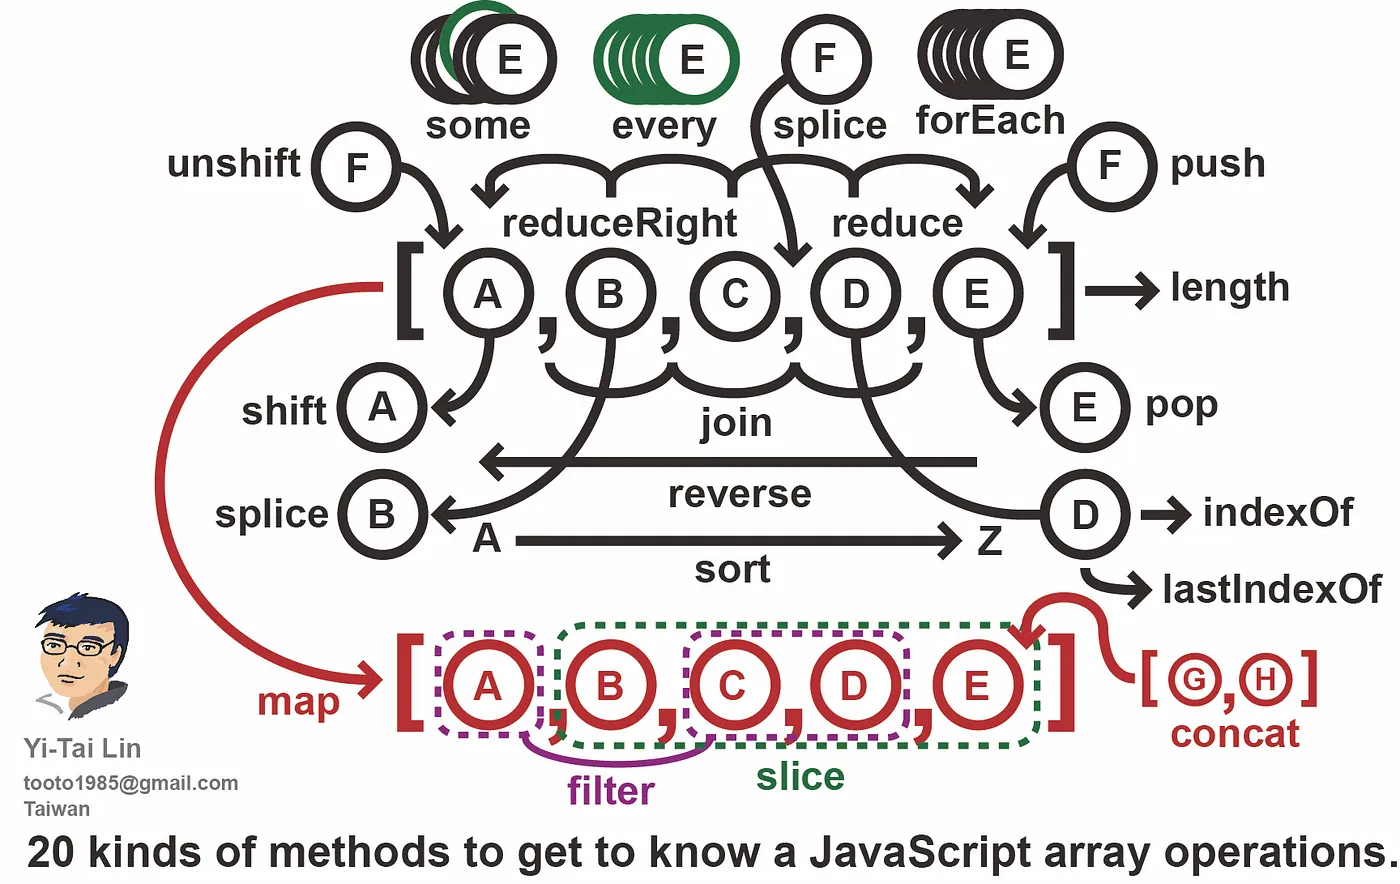 E
E
F
E
some
every
splice
forEach
unshift
F
F
push
reduceRight
reduce
[ A , B , C , D , E ]
length
shift
A
join
E
pop
reverse
splice
B
D
indexOf
A
Z
sort
lastIndexOf
map
[ A , B , C , D , E ]
[ G , H ]
concat
filter
slice
Yi-Tai Lin
tooto1985@gmail.com
Taiwan
20 kinds of methods to get to know a JavaScript array operations.